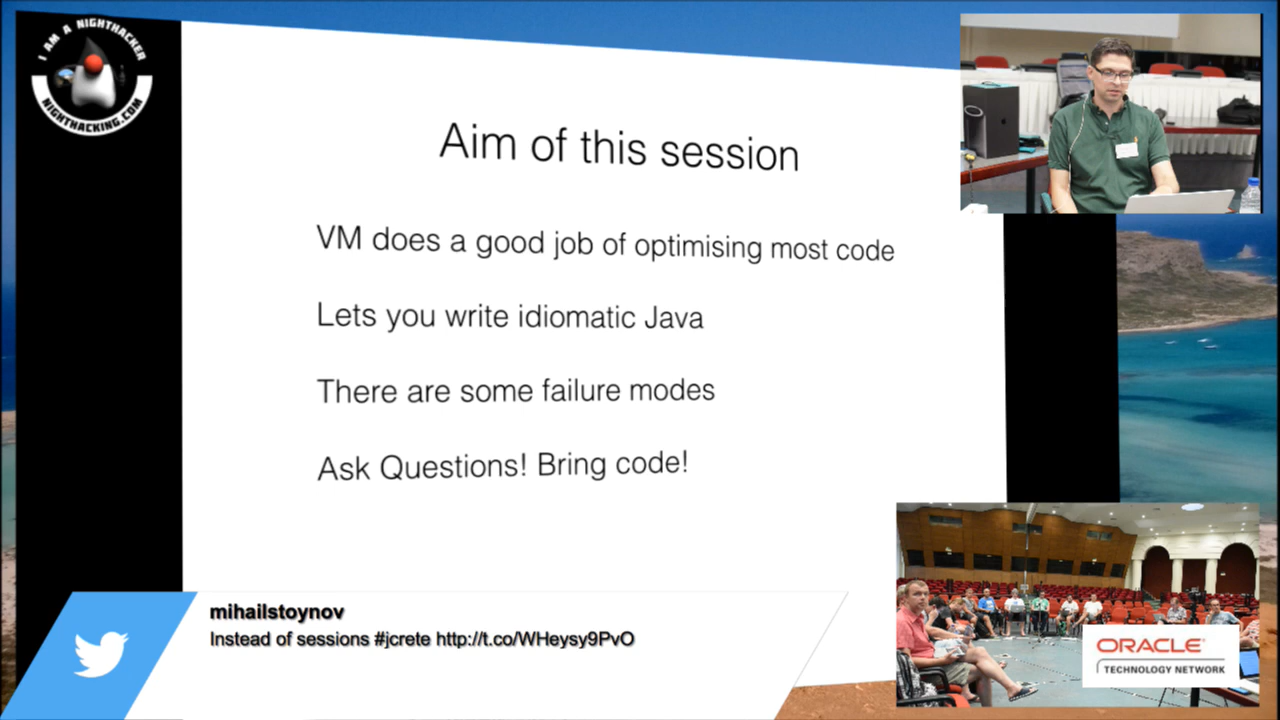 I AM A NIGHTHACKER
NIGHTHACKING.COM
Aim of this session
VM does a good job of optimising most code
Lets you write idiomatic Java
There are some failure modes
Ask Questions! Bring code!
mihailstoynov
Instead of sessions #jcrete http://t.co/WHeysy9PvO
ORACLE
TECHNOLOGY NETWORK